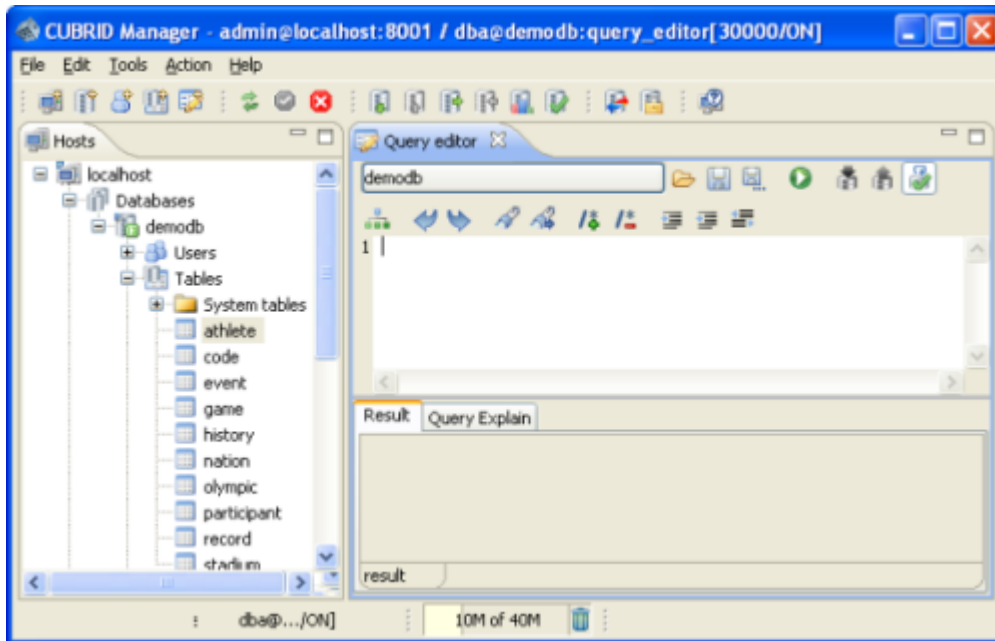 CUBRID Manager - admin@localhost:8001 / dba@demodb:query_editor[30000/ON]
File Edit Tools Action Help
Hosts
Query editor
localhost
Databases
demodb
Users
Tables
System tables
athlete
code
event
game
history
nation
olympic
participant
record
stadium
demodb
1
Result Query Explain
result
dba@.../ON]
10M of 40M